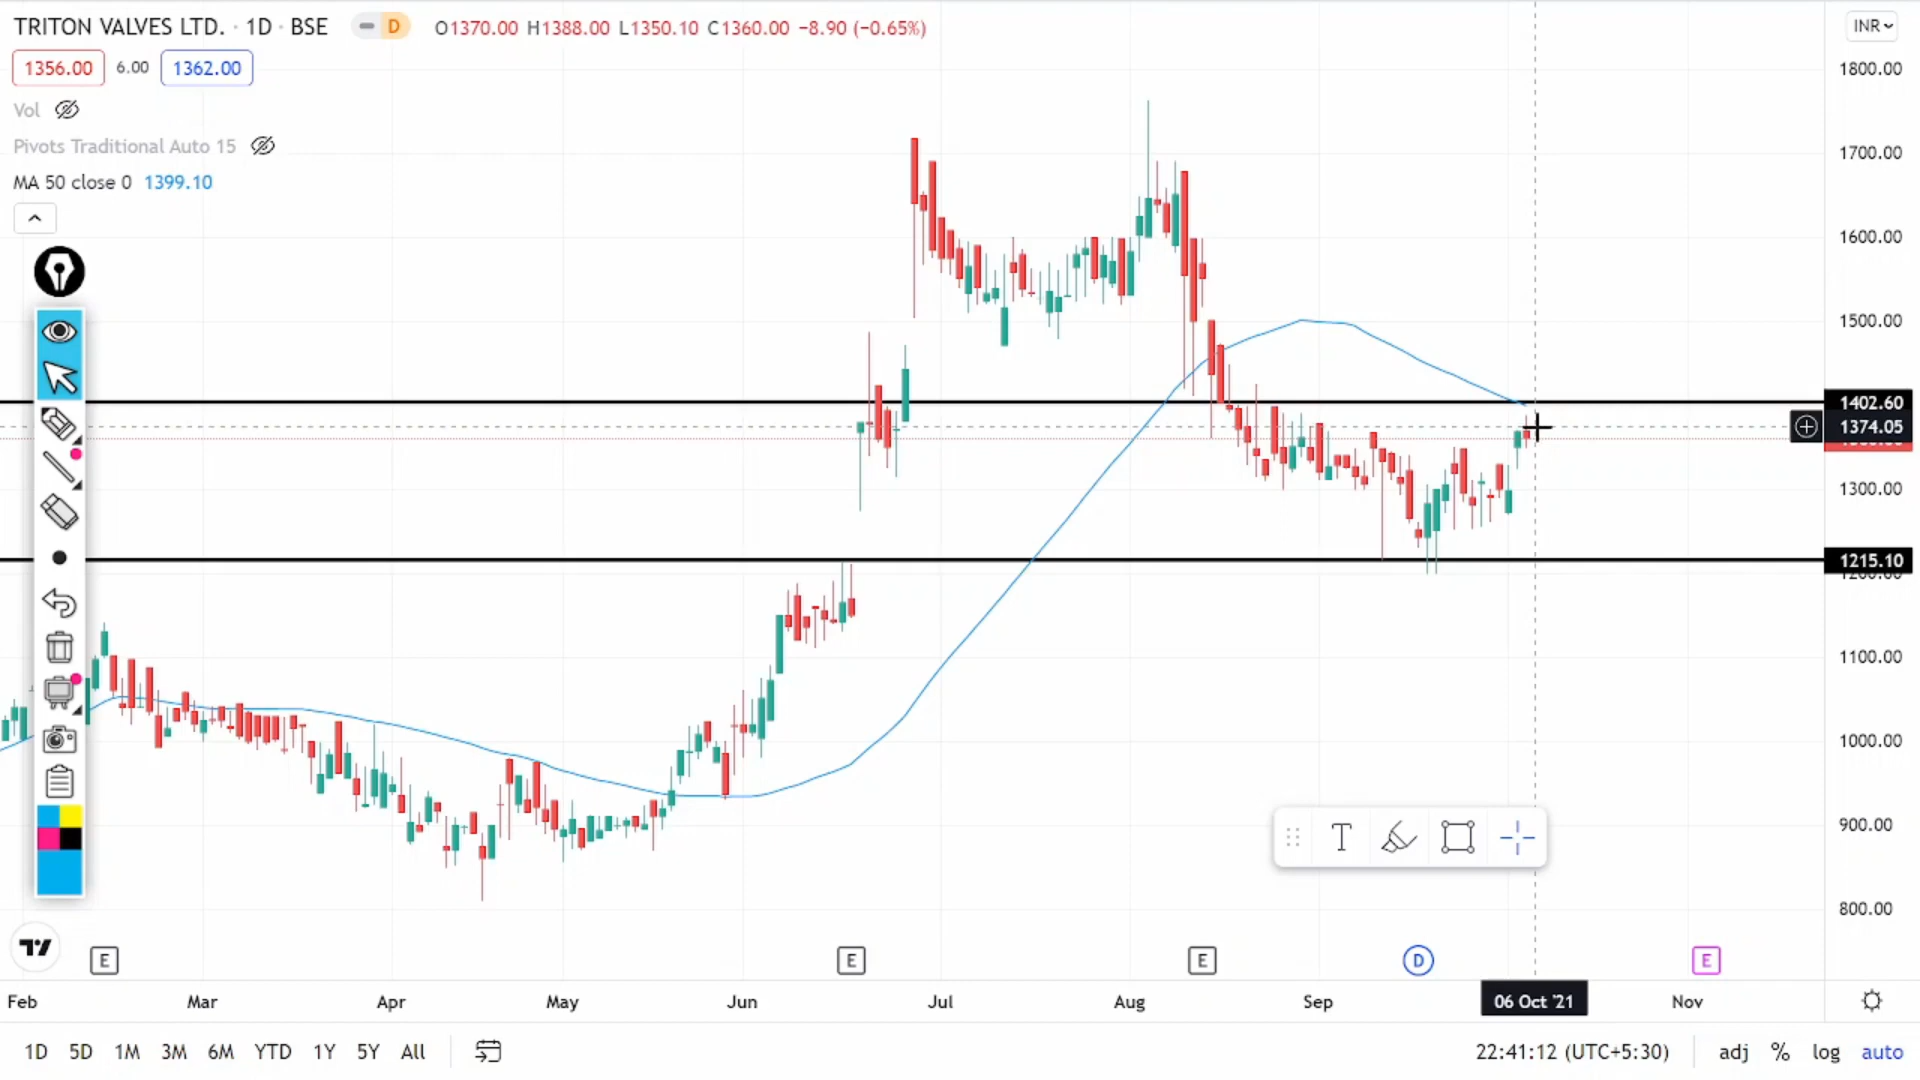 TRITON VALVES LTD. · 1D · BSE D O1370.00 H1388.00 L1350.10 C1360.00 −8.90 (−0.65%) INR
1356.00 6.00 1362.00
Vol
Pivots Traditional Auto 15
MA 50 close 0 1399.10
1800.00
1700.00
1600.00
1500.00
1402.60
1374.05
1300.00
1215.10
1200.00
1100.00
1000.00
900.00
800.00
T
E E E D E
Feb Mar Apr May Jun Jul Aug Sep 06 Oct '21 Nov
1D 5D 1M 3M 6M YTD 1Y 5Y All 22:41:12 (UTC+5:30) adj % log auto